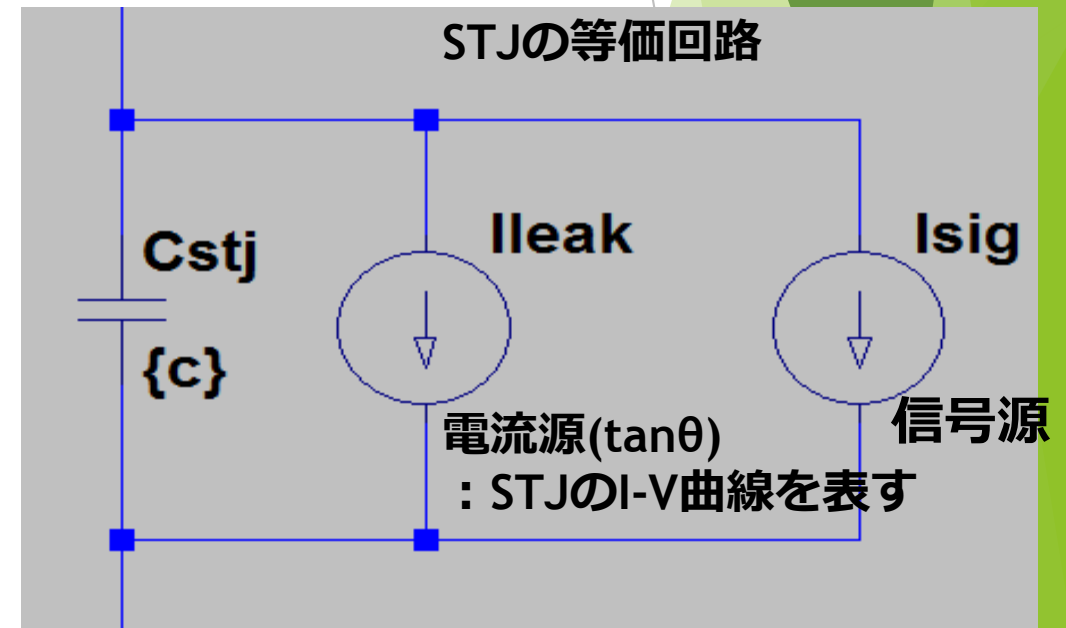 STJの等価回路
Cstj
{c}
Ileak
Isig
電流源(tanθ)
：STJのI-V曲線を表す
信号源